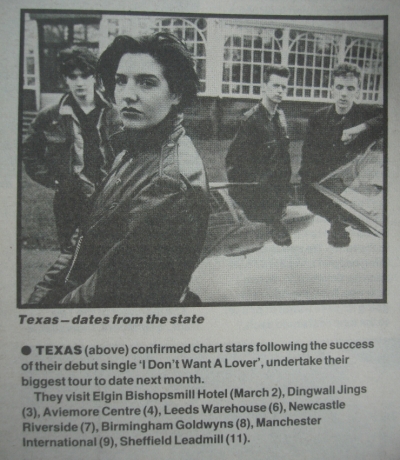 Texas – dates from the state
● TEXAS (above) confirmed chart stars following the success
of their debut single ‘I Don’t Want A Lover’, undertake their
biggest tour to date next month.
They visit Elgin Bishopsmill Hotel (March 2), Dingwall Jings
(3), Aviemore Centre (4), Leeds Warehouse (6), Newcastle
Riverside (7), Birmingham Goldwyns (8), Manchester
International (9), Sheffield Leadmill (11).